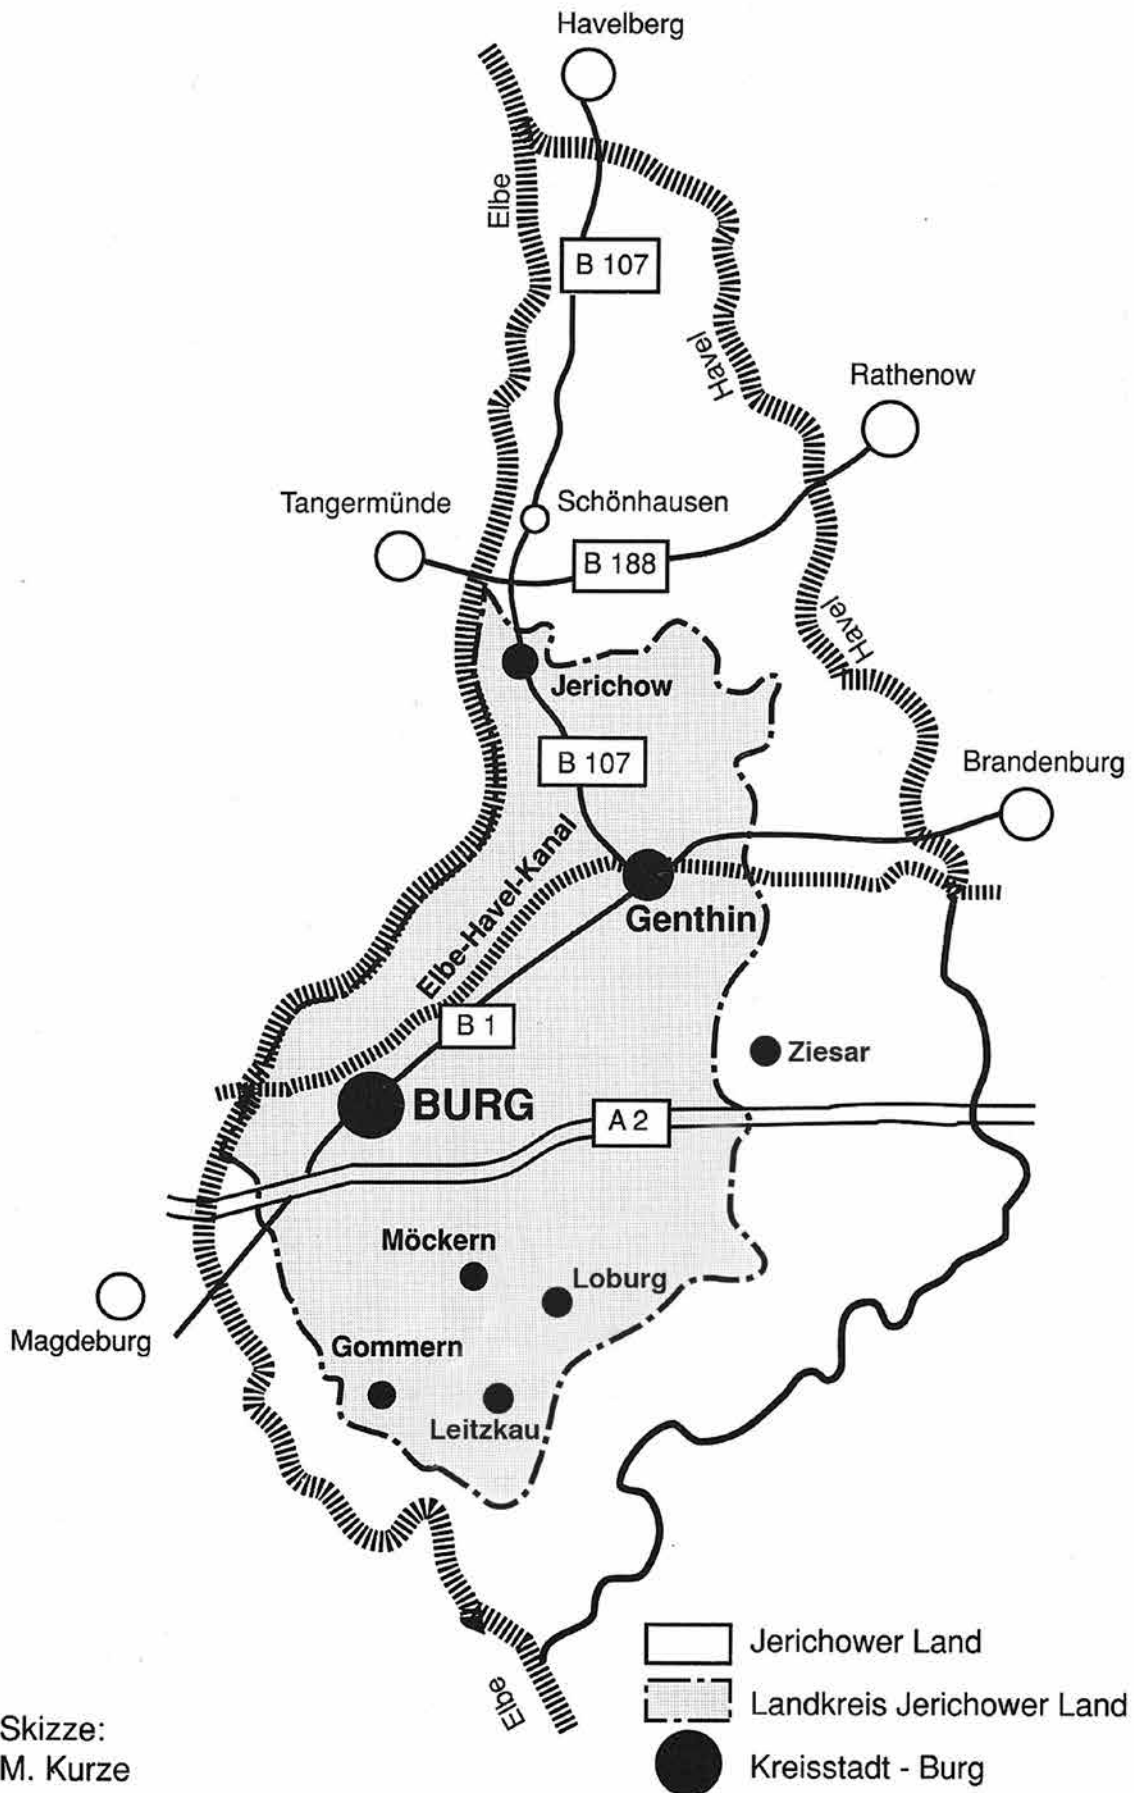 Havelberg
Elbe
B 107
Havel
Rathenow
Tangermünde
Schönhausen
B 188
Havel
Jerichow
B 107
Brandenburg
Elbe-Havel-Kanal
Genthin
B 1
Ziesar
BURG
A 2
Möckern
Loburg
Magdeburg
Gommern
Leitzkau
Elbe
Jerichower Land
Landkreis Jerichower Land
Kreisstadt - Burg
Skizze:
M. Kurze